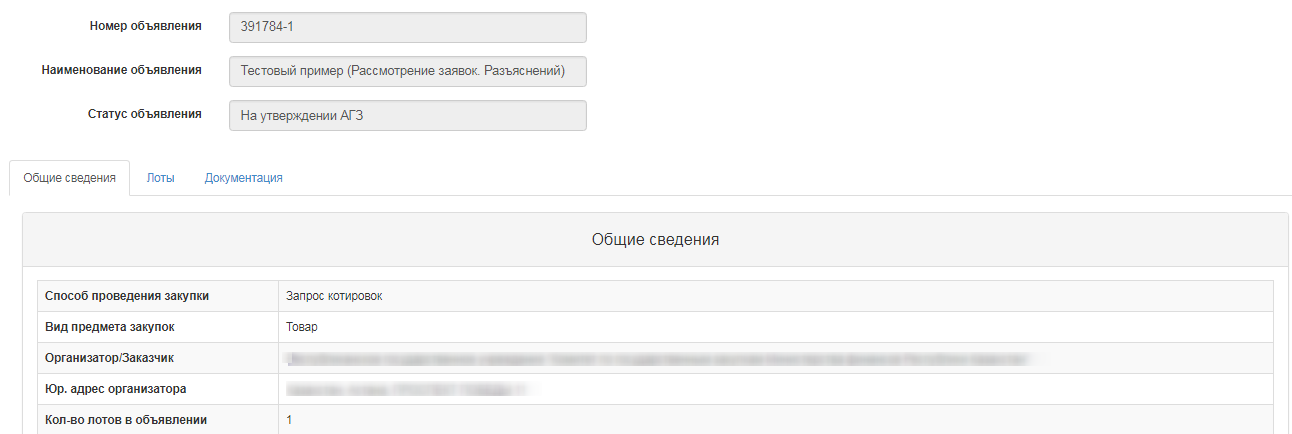 Номер объявления 391784-1
Наименование объявления Тестовый пример (Рассмотрение заявок. Разъяснений)
Статус объявления На утверждении АГЗ
Общие сведения Лоты Документация
Общие сведения
Способ проведения закупки Запрос котировок
Вид предмета закупок Товар
Организатор/Заказчик
Юр. адрес организатора
Кол-во лотов в объявлении 1